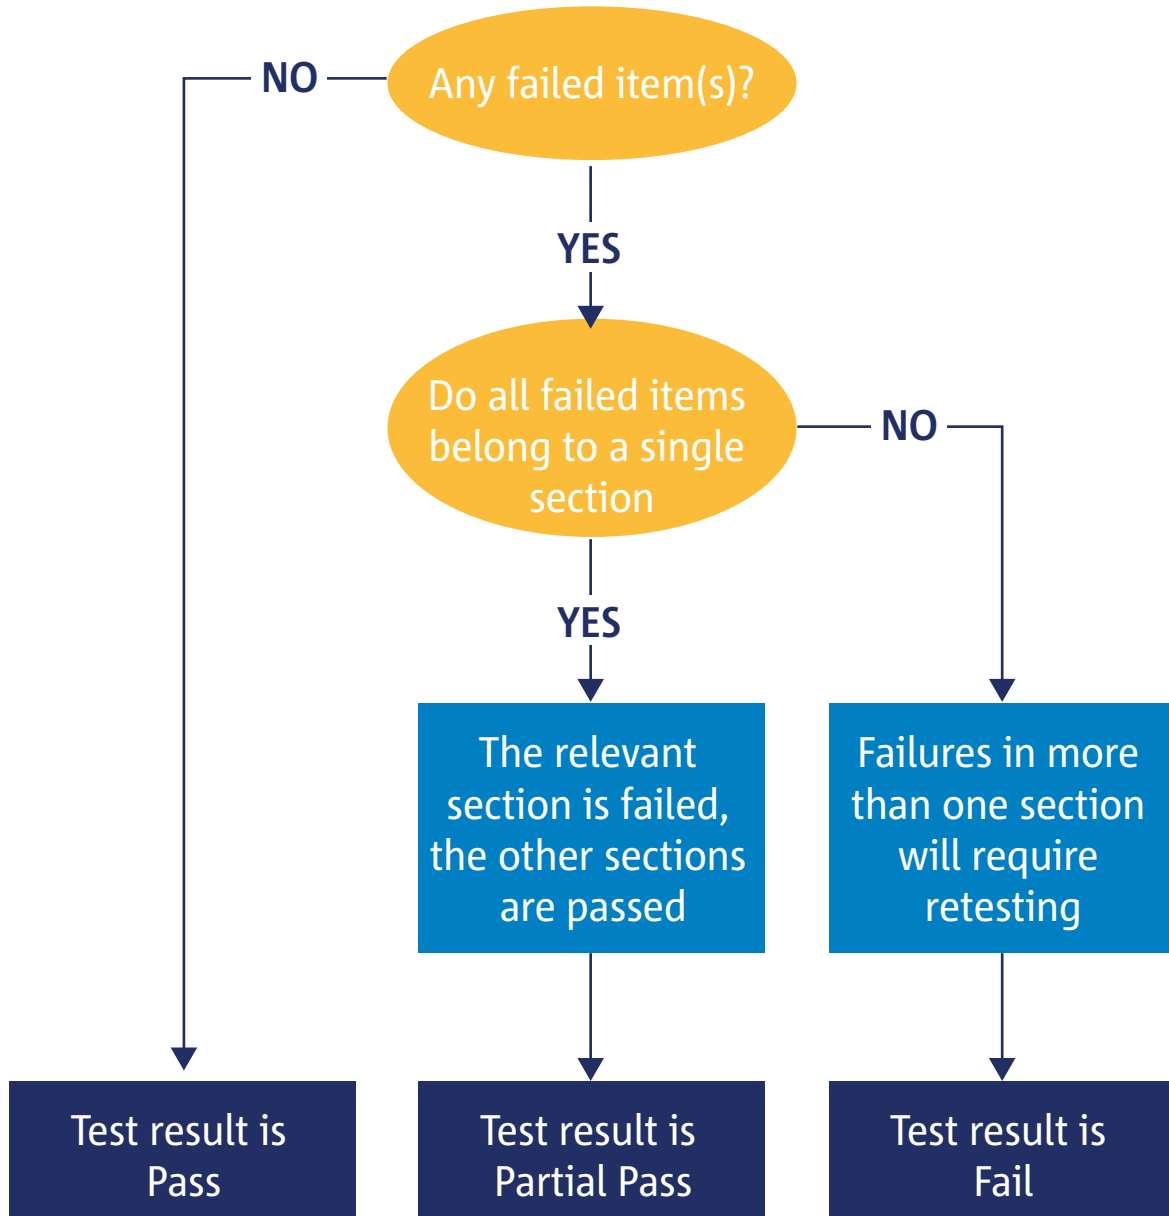 NO
Any failed item(s)?
YES
Do all failed items
belong to a single
section
NO
YES
The relevant
section is failed,
the other sections
are passed
Failures in more
than one section
will require
retesting
Test result is
Pass
Test result is
Partial Pass
Test result is
Fail